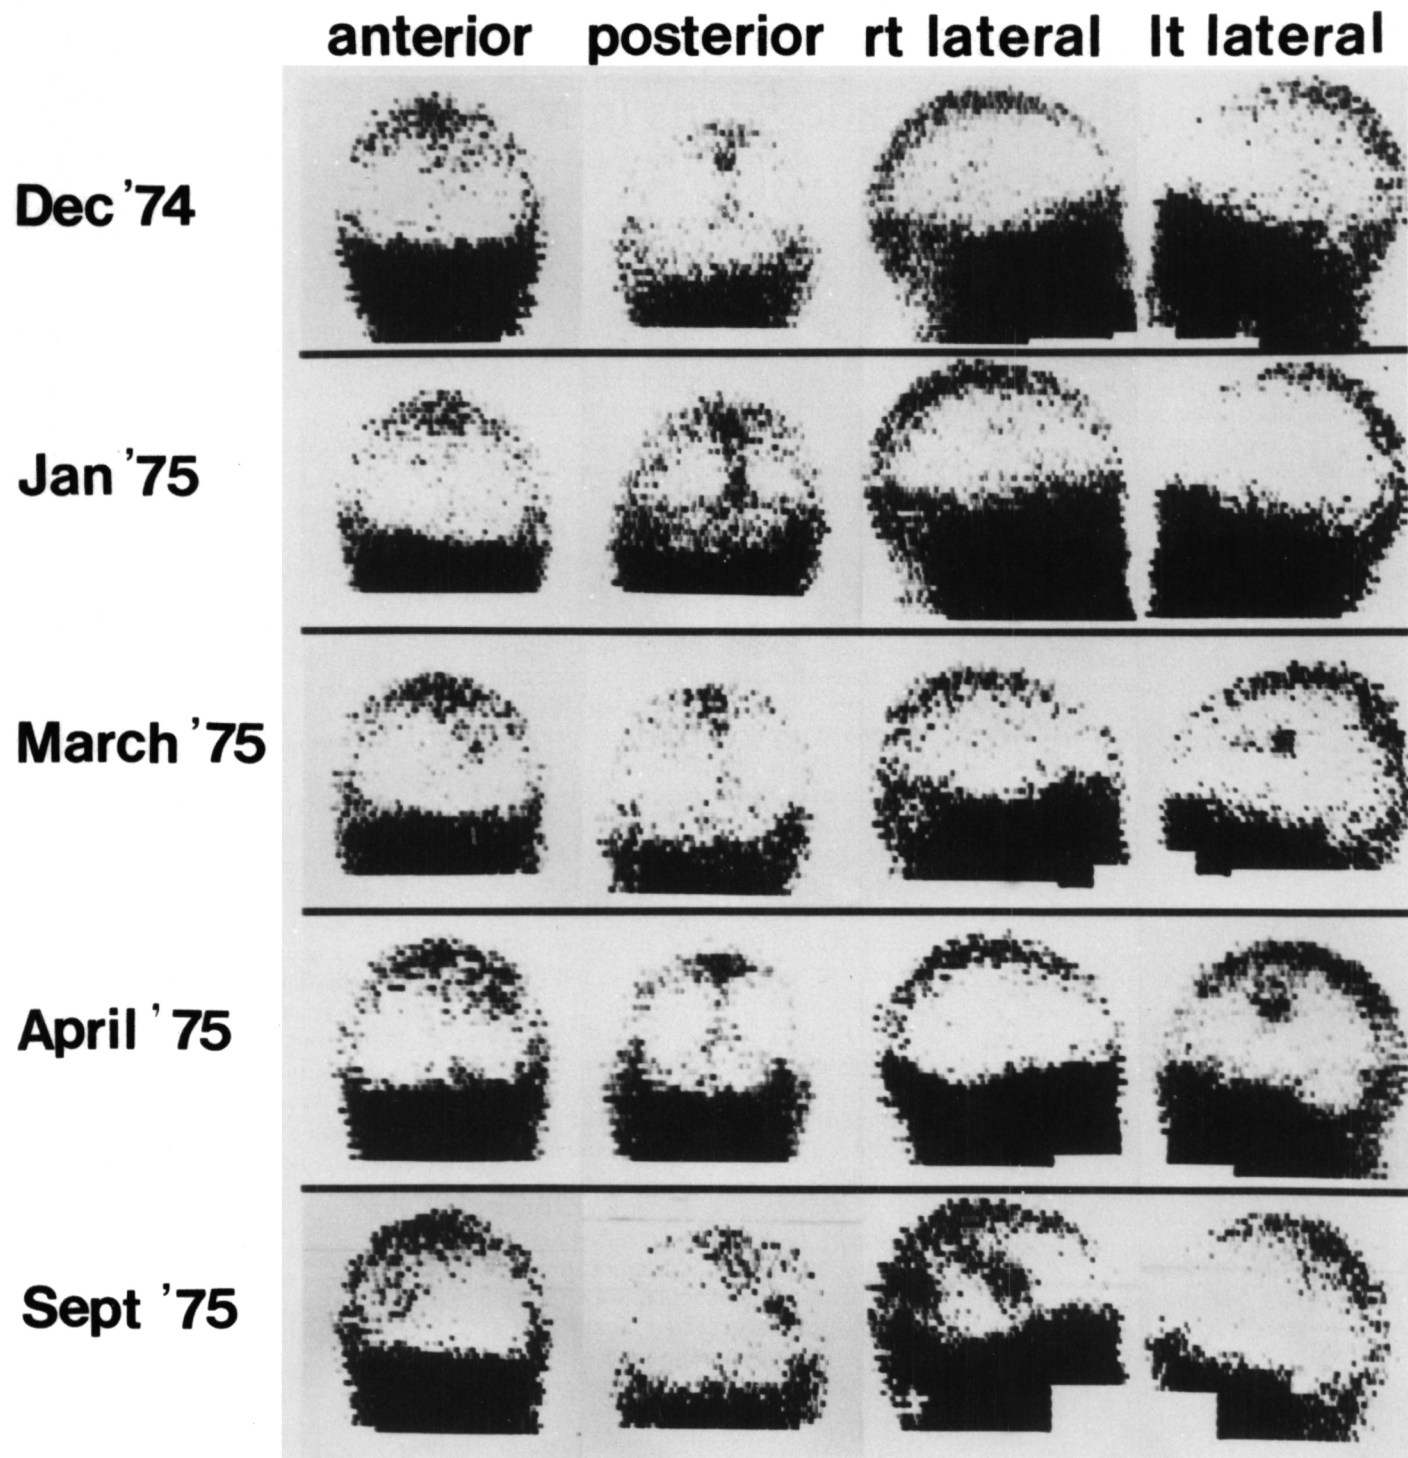 anterior posterior rt lateral lt lateral
Dec '74
Jan '75
March '75
April '75
Sept '75